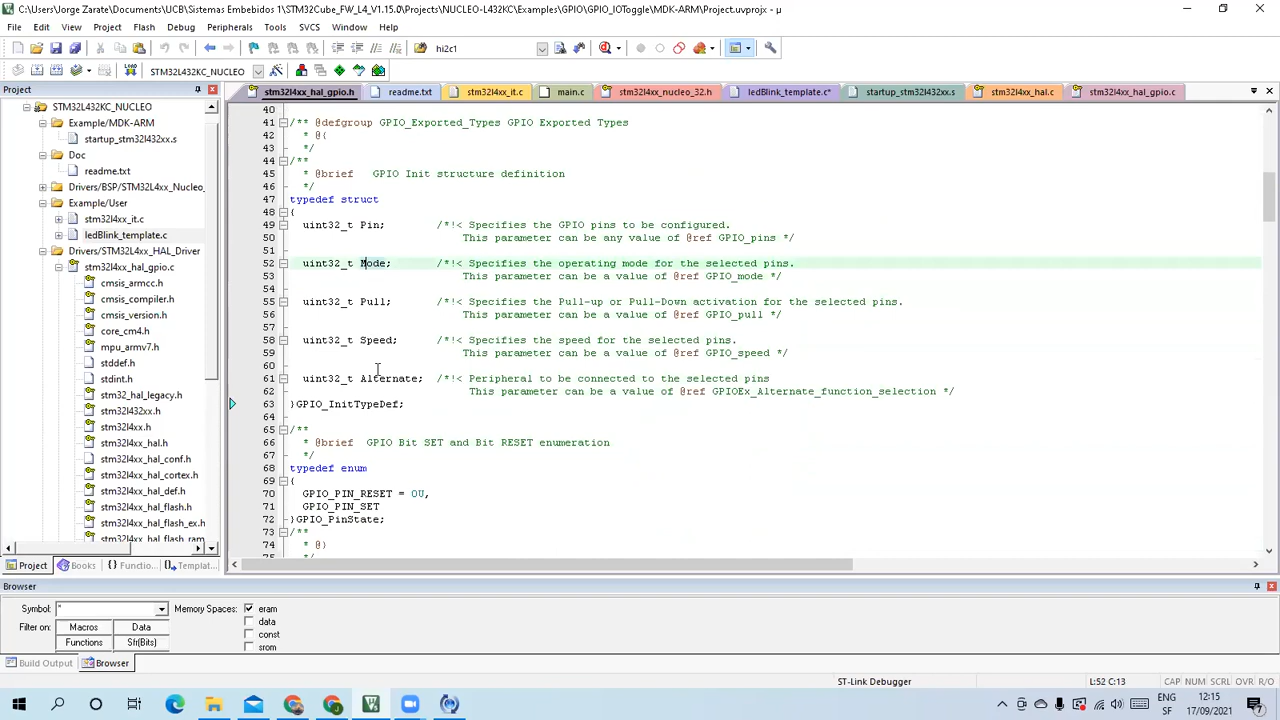 C:\Users\Jorge Zarate\Documents\UCB\Sistemas Embebidos 1\STM32Cube_FW_L4_V1.15.0\Projects\NUCLEO-L432KC\Examples\GPIO\GPIO_IOToggle\MDK-ARM\Project.uvprojx - µ
File Edit View Project Flash Debug Peripherals Tools SVCS Window Help
hi2c1
STM32L432KC_NUCLEO
Project
stm32l4xx_hal_gpio.h readme.txt stm32l4xx_it.c main.c stm32l4xx_nucleo_32.h ledBlink_template.c* startup_stm32l432xx.s stm32l4xx_hal.c stm32l4xx_hal_gpio.c
STM32L432KC_NUCLEO
Example/MDK-ARM
startup_stm32l432xx.s
Doc
readme.txt
Drivers/BSP/STM32L4xx_Nucleo_
Example/User
stm32l4xx_it.c
ledBlink_template.c
Drivers/STM32L4xx_HAL_Driver
stm32l4xx_hal_gpio.c
cmsis_armcc.h
cmsis_compiler.h
cmsis_version.h
core_cm4.h
mpu_armv7.h
stddef.h
stdint.h
stm32_hal_legacy.h
stm32l432xx.h
stm32l4xx.h
stm32l4xx_hal.h
stm32l4xx_hal_conf.h
stm32l4xx_hal_cortex.h
stm32l4xx_hal_def.h
stm32l4xx_hal_flash.h
stm32l4xx_hal_flash_ex.h
stm32l4xx_hal_flash_ram
Project Books Functio... Templat...
40
41 /** @defgroup GPIO_Exported_Types GPIO Exported Types
42 * @{
43 */
44 /**
45 * @brief GPIO Init structure definition
46 */
47 typedef struct
48 {
49 uint32_t Pin; /*!< Specifies the GPIO pins to be configured.
50 This parameter can be any value of @ref GPIO_pins */
51
52 uint32_t Mode; /*!< Specifies the operating mode for the selected pins.
53 This parameter can be a value of @ref GPIO_mode */
54
55 uint32_t Pull; /*!< Specifies the Pull-up or Pull-Down activation for the selected pins.
56 This parameter can be a value of @ref GPIO_pull */
57
58 uint32_t Speed; /*!< Specifies the speed for the selected pins.
59 This parameter can be a value of @ref GPIO_speed */
60
61 uint32_t Alternate; /*!< Peripheral to be connected to the selected pins
62 This parameter can be a value of @ref GPIOEx_Alternate_function_selection */
63 }GPIO_InitTypeDef;
64
65 /**
66 * @brief GPIO Bit SET and Bit RESET enumeration
67 */
68 typedef enum
69 {
70 GPIO_PIN_RESET = 0U,
71 GPIO_PIN_SET
72 }GPIO_PinState;
73 /**
74 * @}
75 */
Browser
Symbol: * Memory Spaces: eram
Filter on: Macros Data data
Functions Sfr(Bits) const
srom
Build Output Browser
ST-Link Debugger L:52 C:13 CAP NUM SCRL OVR R/O
ENG
SF
12:15
17/09/2021
7